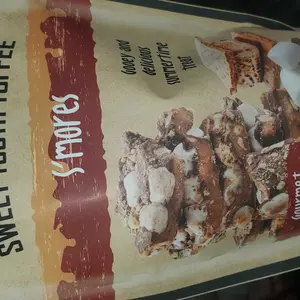 SWEET TOOTH TOFFEE
S'mores
Gooey and
delicious
summertime
treat
Gourmet